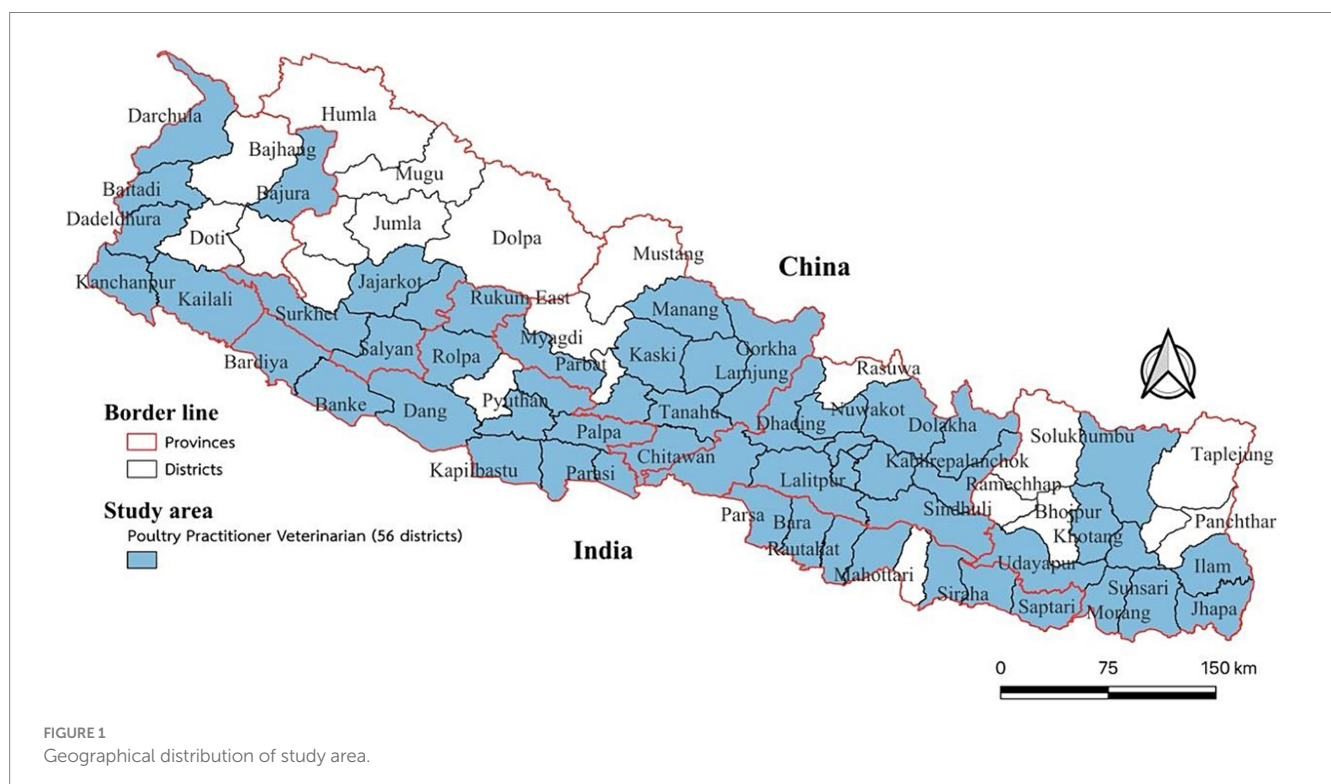 Darchula
Humla
Bajhang
Mugu
Baitadi
Bajura
Dadeldhura
Jumla
Doti
Dolpa
Mustang
China
Kanchanpur
Kailali
Jajarkot
Rukum East
Surkhet
Manang
Myagdi
Salyan
Rolpa
Kaski
Gorkha
Bardiya
Parbat
Lamjung
Rasuwa
Banke
Dang
Pyuthan
Tanahu
Nuwakot
Dhading
Dolakha
Solukhumbu
Palpa
Taplejung
Kapilbastu
Parasi
Chitawan
Kabhrepalanchok
Lalitpur
Ramechhap
Parsa
Bara
Sindhuli
Bhojpur
Panchthar
Rautahat
Khotang
India
Mahottari
Udayapur
Ilam
Siraha
Saptari
Sunsari
Morang
Jhapa
Border line
Provinces
Districts
Study area
Poultry Practitioner Veterinarian (56 districts)
0 75 150 km
FIGURE 1
Geographical distribution of study area.